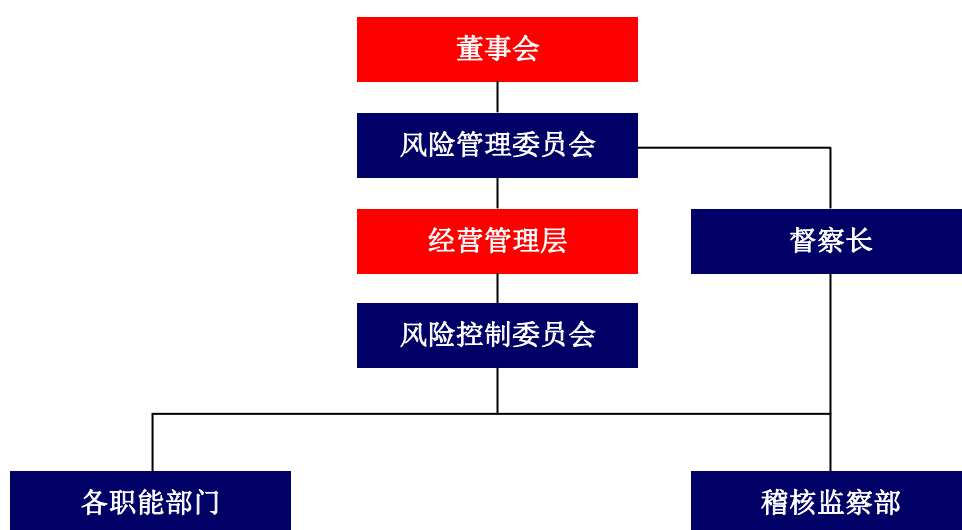 董事会
风险管理委员会
经营管理层
督察长
风险控制委员会
各职能部门
稽核监察部